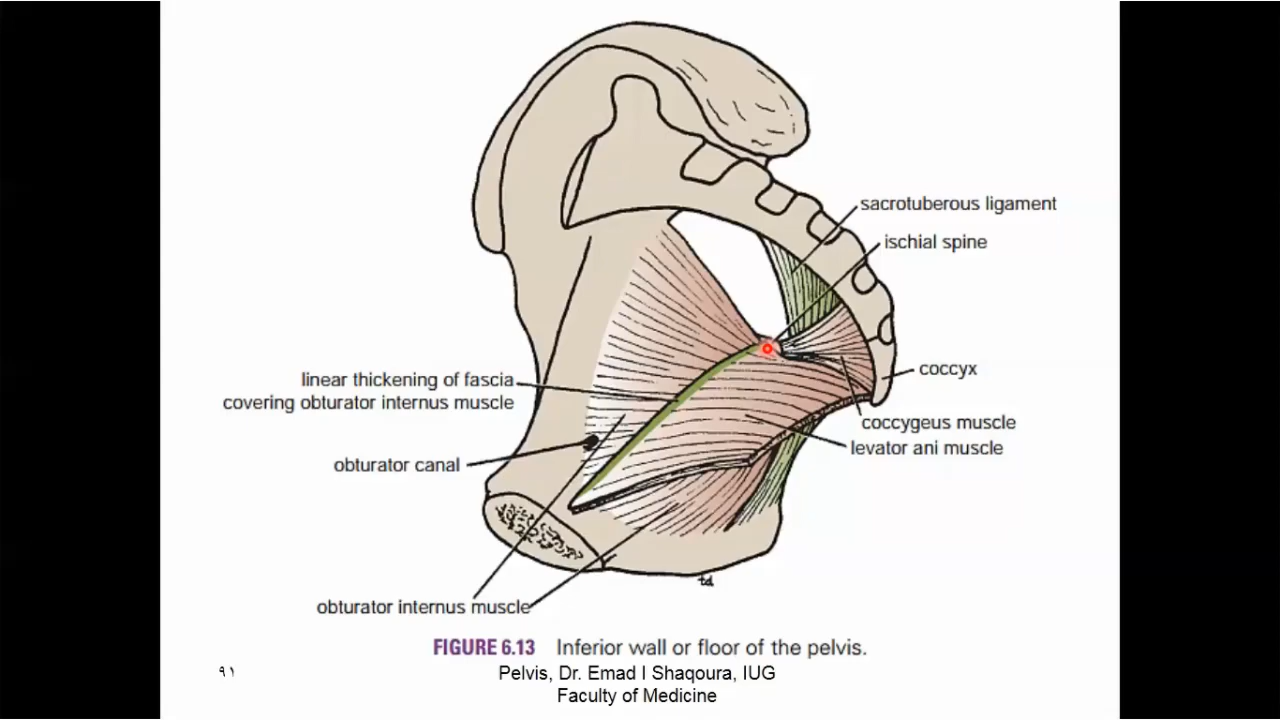 sacrotuberous ligament
ischial spine
linear thickening of fascia
covering obturator internus muscle
coccyx
coccygeus muscle
levator ani muscle
obturator canal
td
obturator internus muscle
FIGURE 6.13 Inferior wall or floor of the pelvis.
٩١
Pelvis, Dr. Emad I Shaqoura, IUG
Faculty of Medicine